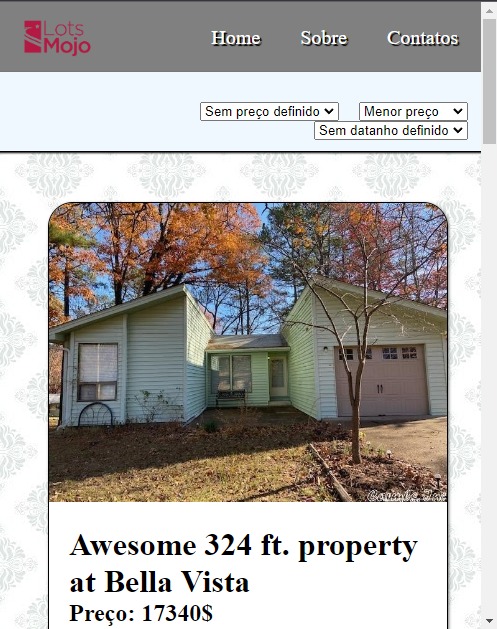 Lots
Mojo
Home Sobre Contatos
Sem preço definido Menor preço
Sem datanho definido
Awesome 324 ft. property
at Bella Vista
Preço: 17340$